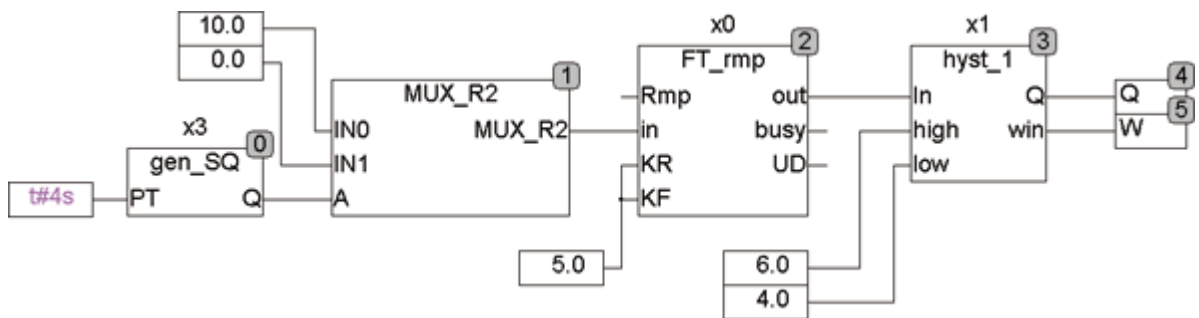 10.0
0.0
x3
0
gen_SQ
t#4s
PT
Q
1
MUX_R2
IN0
IN1
A
MUX_R2
5.0
x0
2
FT_rmp
Rmp
in
KR
KF
out
busy
UD
6.0
4.0
x1
3
hyst_1
In
high
low
Q
win
4
Q
5
W